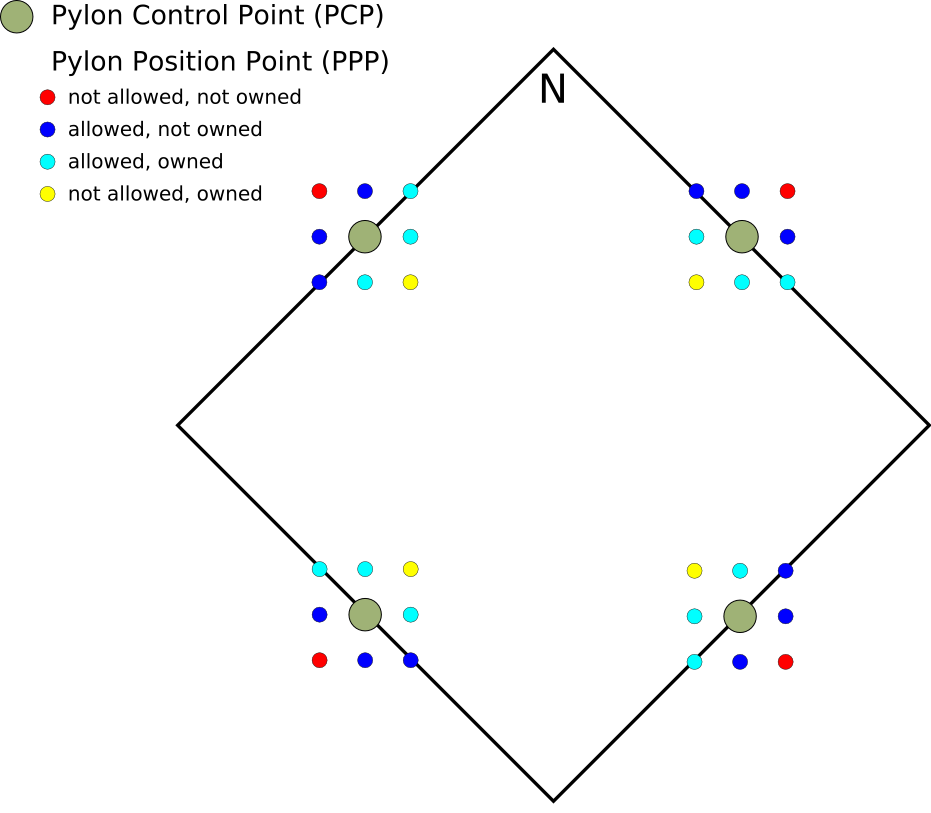 Pylon Control Point (PCP)
Pylon Position Point (PPP)
not allowed, not owned
allowed, not owned
allowed, owned
not allowed, owned
N